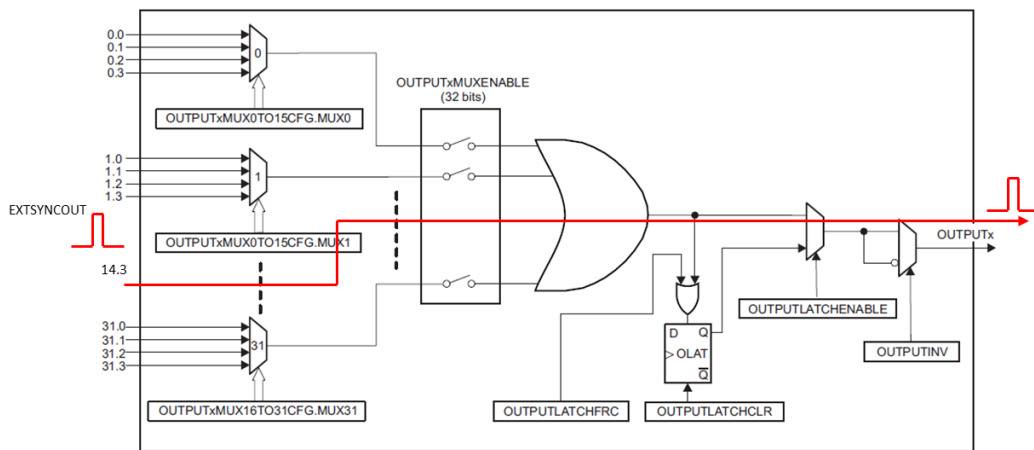 0.0
0.1
0.2
0.3
0
OUTPUTxMUX0TO15CFG.MUX0
OUTPUTxMUXENABLE
(32 bits)
1.0
1.1
1.2
1.3
1
OUTPUTxMUX0TO15CFG.MUX1
EXTSYNCOUT
14.3
31.0
31.1
31.2
31.3
31
OUTPUTxMUX16TO31CFG.MUX31
OUTPUTx
OUTPUTLATCHENABLE
D Q
OLAT
Q
OUTPUTINV
OUTPUTLATCHFRC
OUTPUTLATCHCLR